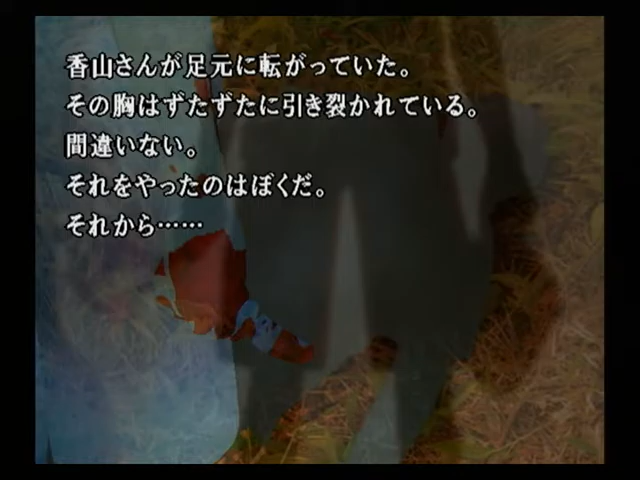 香山さんが足元に転がっていた。
その胸はずたずたに引き裂かれている。
間違いない。
それをやったのはぼくだ。
それから……